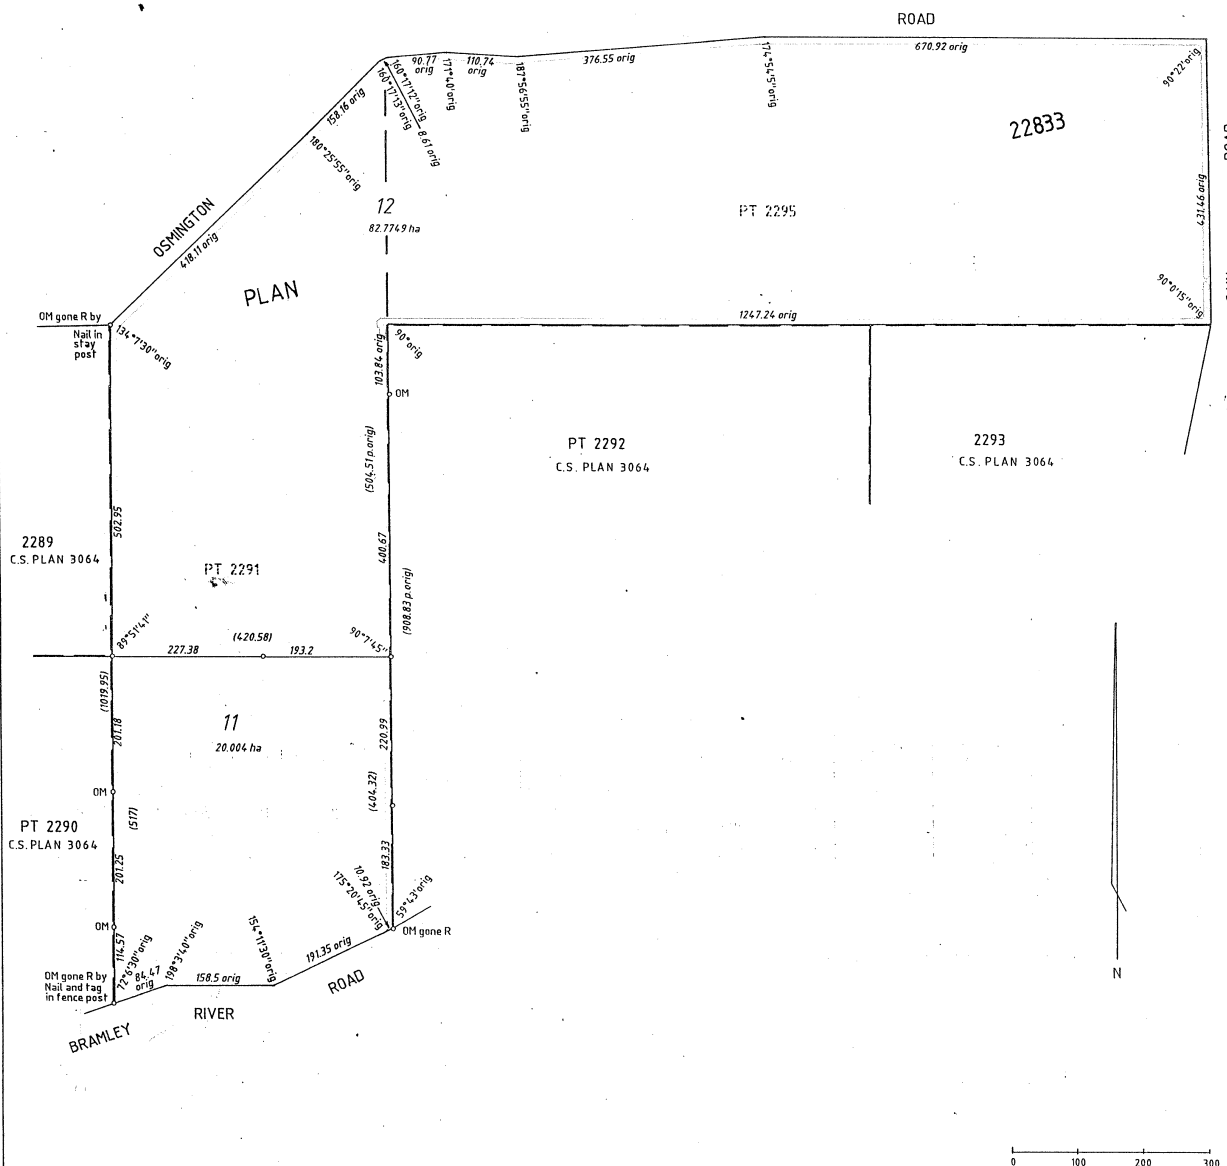 ROAD
90.77
orig
110.74
orig
376.55 orig
670.92 orig
160°17'12"orig
160°17'13"orig
8.61 orig
171°40'orig
187°56'55"orig
174°54'5"orig
90°22'orig
158.16 orig
180°25'55"orig
22833
12
82.7749 ha
PT 2295
431.46 orig
OSMINGTON
418.11 orig
PLAN
90°0'15"orig
OM gone R by
Nail in
stay
post
134°7'30"orig
1247.24 orig
103.84 orig
90°orig
OM
(504.51 p.orig)
PT 2292
C.S. PLAN 3064
2293
C.S. PLAN 3064
502.95
400.67
2289
C.S. PLAN 3064
PT 2291
(908.83 p.orig)
89°51'41"
(420.58)
90°7'45"
227.38
193.2
(1019.95)
201.18
11
20.004 ha
220.99
OM
(404.32)
(517)
PT 2290
C.S. PLAN 3064
201.25
183.33
10.92 orig
175°20'45"orig
59°43'orig
OM
OM gone R
114.57
72°6'30"orig
84.47
orig
198°3'40"orig
154°11'30"orig
191.35 orig
158.5 orig
OM gone R by
Nail and tag
in fence post
ROAD
RIVER
BRAMLEY
N
0 100 200 300